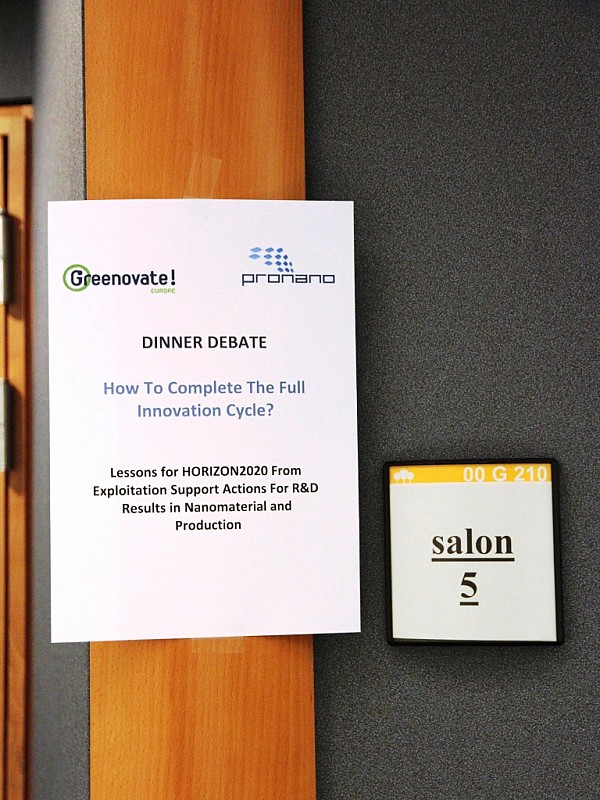 Greenovate!
EUROPE
pronano
DINNER DEBATE
How To Complete The Full
Innovation Cycle?
Lessons for HORIZON2020 From
Exploitation Support Actions For R&D
Results in Nanomaterial and
Production
00 G 210
salon
5